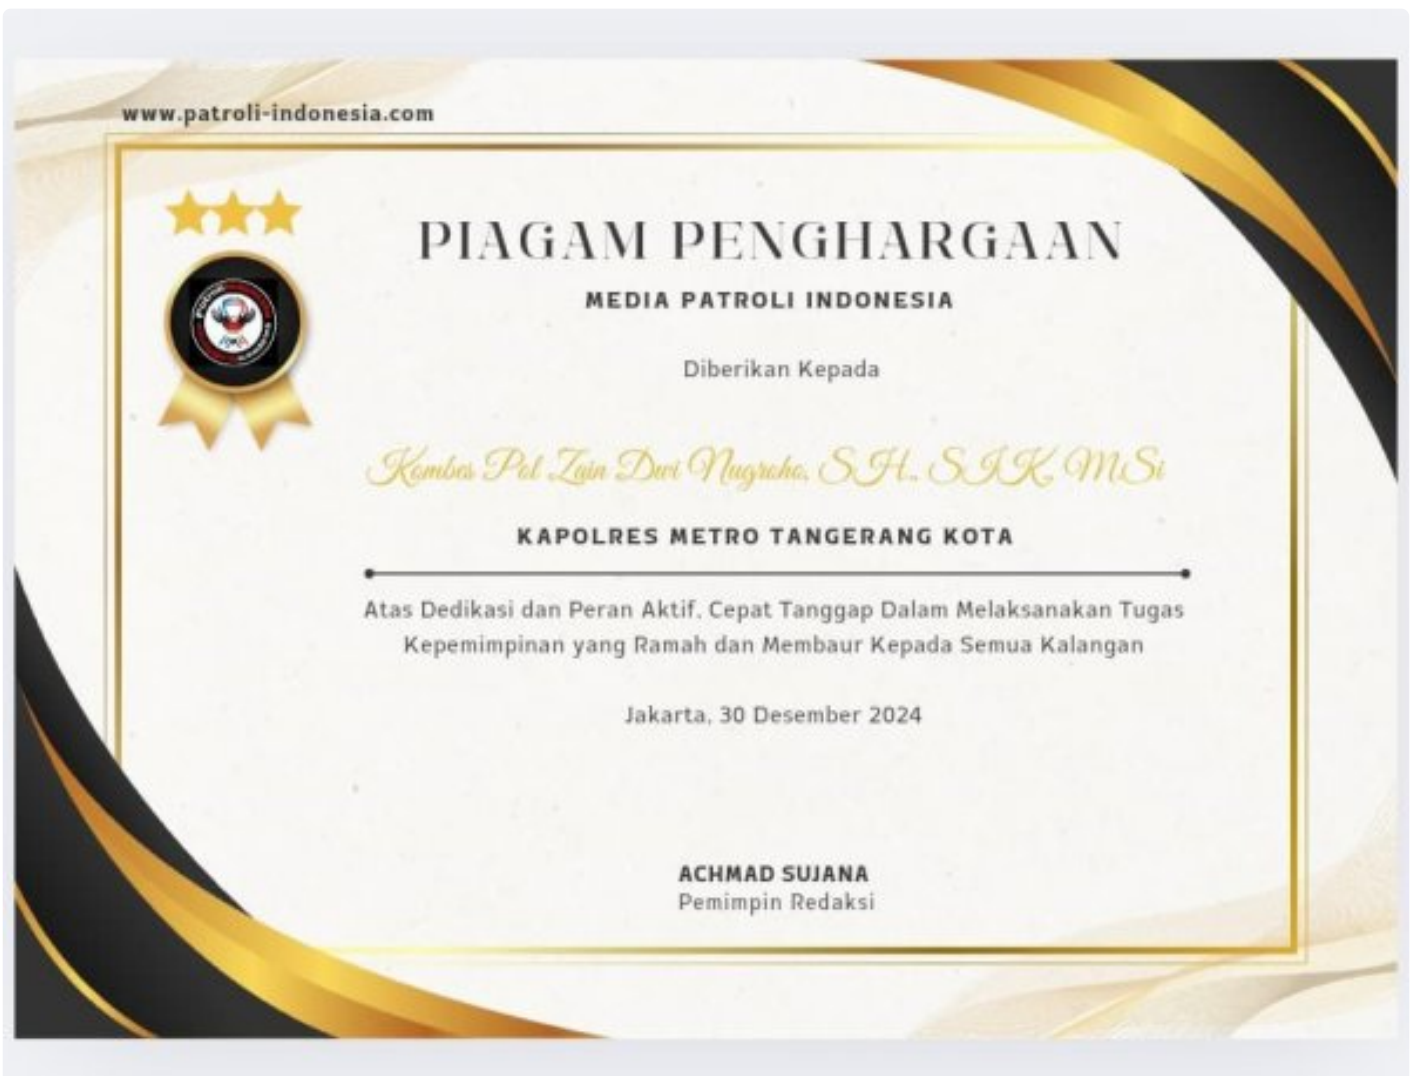 www.patroli-indonesia.com
PIAGAM PENGHARGAAN
MEDIA PATROLI INDONESIA
Diberikan Kepada
Kombes Pol Zain Dwi Nugroho, S.H., S.I.K, M.Si
KAPOLRES METRO TANGERANG KOTA
Atas Dedikasi dan Peran Aktif, Cepat Tanggap Dalam Melaksanakan Tugas
Kepemimpinan yang Ramah dan Membaur Kepada Semua Kalangan
Jakarta, 30 Desember 2024
ACHMAD SUJANA
Pemimpin Redaksi